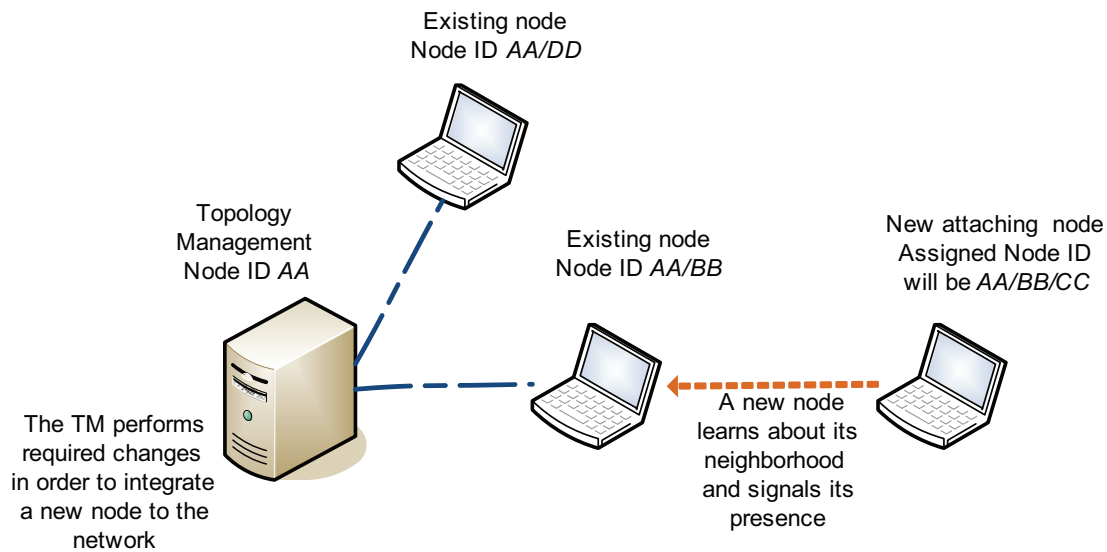 Existing node
Node ID AA/DD
Topology
Management
Node ID AA
Existing node
Node ID AA/BB
New attaching node
Assigned Node ID
will be AA/BB/CC
The TM performs
required changes
in order to integrate
a new node to the
network
A new node
learns about its
neighborhood
and signals its
presence